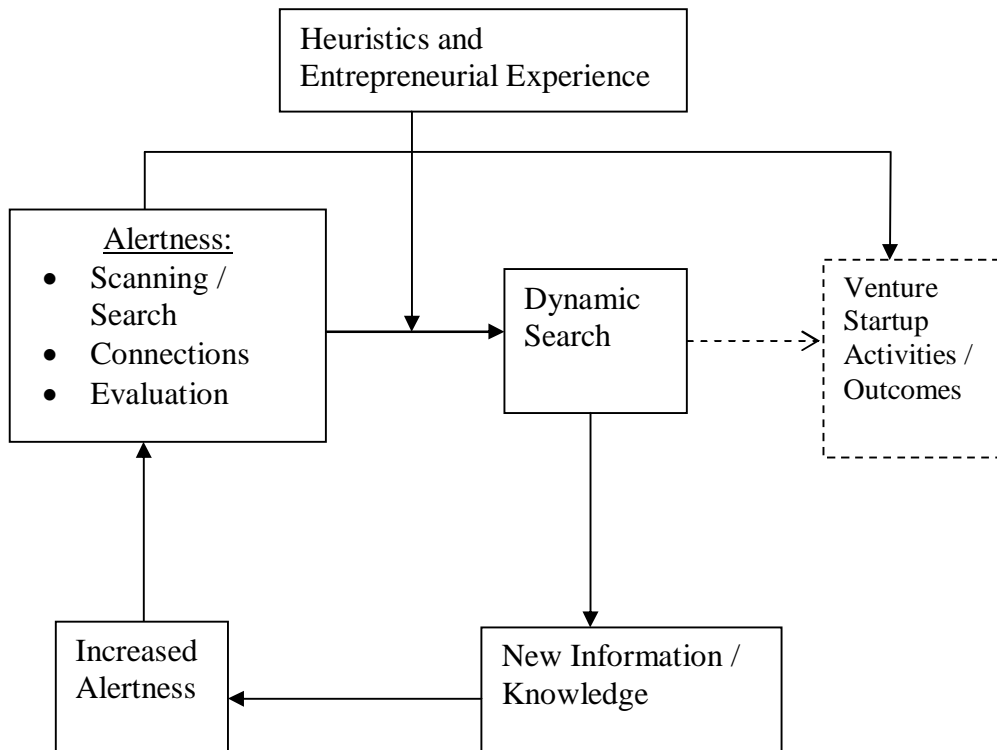 Heuristics and
Entrepreneurial Experience
Alertness:
• Scanning /
Search
• Connections
• Evaluation
Dynamic
Search
Venture
Startup
Activities /
Outcomes
Increased
Alertness
New Information /
Knowledge